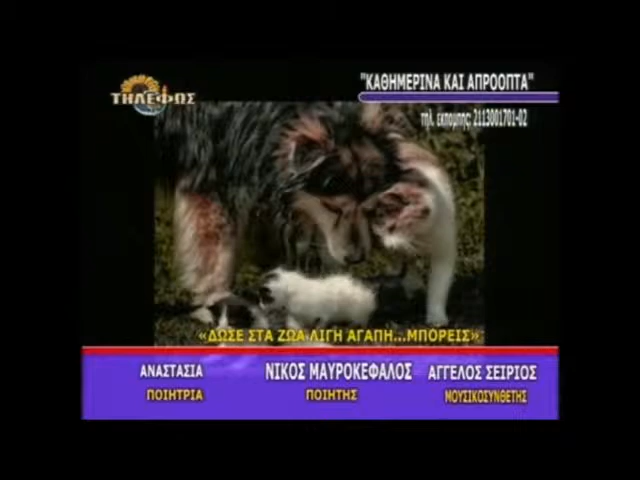 "ΚΑΘΗΜΕΡΙΝΑ ΚΑΙ ΑΠΡΟΟΠΤΑ"
ΤΗΛΕΦΩΣ
τηλ. εκπομπης: 2113001701-02
«ΔΩΣΕ ΣΤΑ ΖΩΑ ΛΙΓΗ ΑΓΑΠΗ...ΜΠΟΡΕΙΣ»
ΑΝΑΣΤΑΣΙΑ
ΠΟΙΗΤΡΙΑ
ΝΙΚΟΣ ΜΑΥΡΟΚΕΦΑΛΟΣ
ΠΟΙΗΤΗΣ
ΑΓΓΕΛΟΣ ΣΕΙΡΙΟΣ
ΜΟΥΣΙΚΟΣΥΝΘΕΤΗΣ